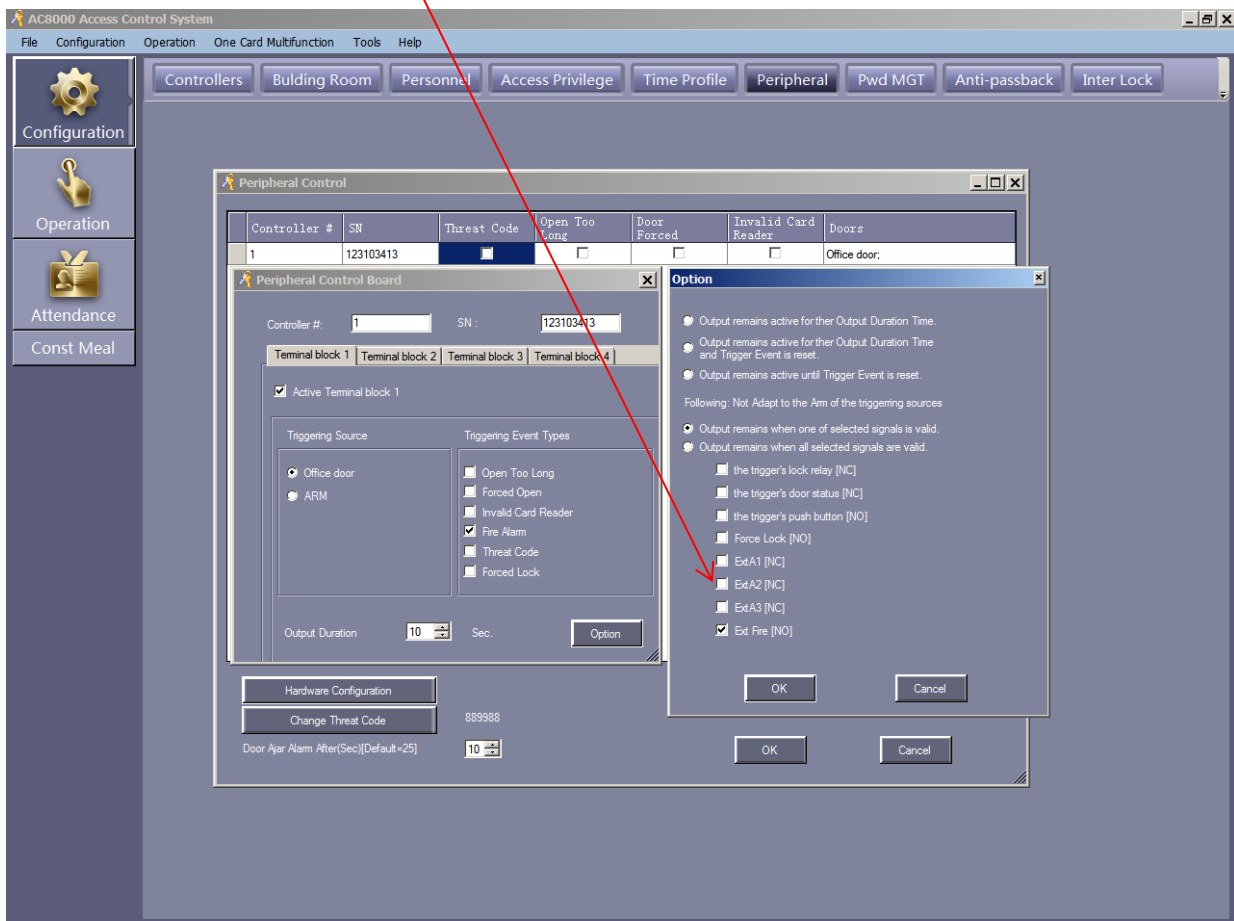 AC8000 Access Control System
File Configuration Operation One Card Multifunction Tools Help
Configuration
Operation
Attendance
Const Meal
Controllers Bulding Room Personnel Access Privilege Time Profile Peripheral Pwd MGT Anti-passback Inter Lock
Peripheral Control
Controller # SN Threat Code Open Too Long Door Forced Invalid Card Reader Doors
1 123103413 Office door;
Peripheral Control Board
Controller #: 1 SN : 123103413
Terminal block 1 Terminal block 2 Terminal block 3 Terminal block 4
Active Terminal block 1
Triggering Source
Office door
ARM
Triggering Event Types
Open Too Long
Forced Open
Invalid Card Reader
Fire Alarm
Threat Code
Forced Lock
Output Duration 10 Sec. Option
Option
Output remains active for ther Output Duration Time.
Output remains active for ther Output Duration Time
and Trigger Event is reset.
Output remains active until Trigger Event is reset.
Following: Not Adapt to the Arm of the triggerring sources
Output remains when one of selected signals is valid.
Output remains when all selected signals are valid.
the trigger's lock relay [NC]
the trigger's door status [NC]
the trigger's push button [NO]
Force Lock [NO]
ExtA1 [NC]
ExtA2 [NC]
ExtA3 [NC]
Ext Fire [NO]
OK Cancel
Hardware Configuration
Change Threat Code 889988
Door Ajar Alarm After(Sec)[Default=25] 10
OK Cancel